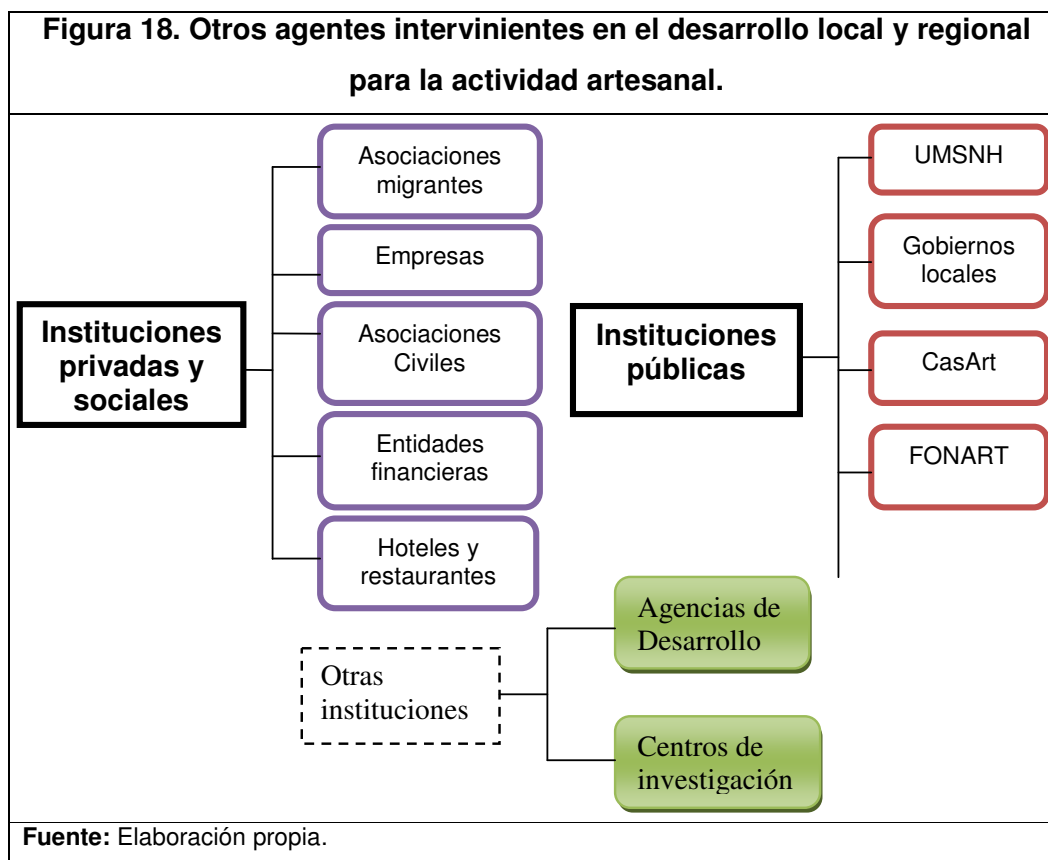 Figura 18. Otros agentes intervinientes en el desarrollo local y regional
para la actividad artesanal.
Instituciones
privadas y
sociales
Asociaciones
migrantes
Empresas
Asociaciones
Civiles
Entidades
financieras
Hoteles y
restaurantes
Instituciones
públicas
UMSNH
Gobiernos
locales
CasArt
FONART
Otras
instituciones
Agencias de
Desarrollo
Centros de
investigación
Fuente: Elaboración propia.